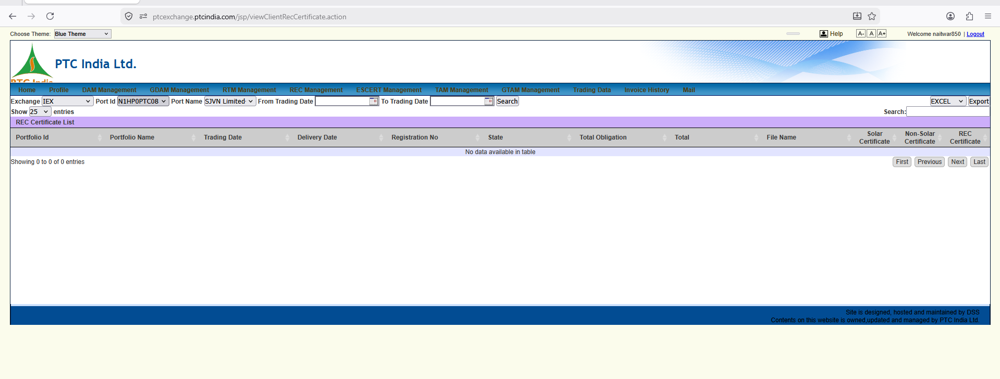 ptcexchange.ptcindia.com/jsp/viewClientRecCertificate.action
Choose Theme: Blue Theme Help A- A A+ Welcome naitwar850 | Logout
PTC India Ltd.
PTC India
Home Profile DAM Management GDAM Management RTM Management REC Management ESCERT Management TAM Management GTAM Management Trading Data Invoice History Mail
Exchange IEX Port Id N1HP0PTC08 Port Name SJVN Limited- From Trading Date To Trading Date Search EXCEL Export
Show 25 entries Search:
REC Certificate List
Portfolio Id Portfolio Name Trading Date Delivery Date Registration No State Total Obligation Total File Name Solar Certificate Non-Solar Certificate REC Certificate
No data available in table
Showing 0 to 0 of 0 entries First Previous Next Last
Site is designed, hosted and maintained by DSS
Contents on this website is owned,updated and managed by PTC India Ltd.